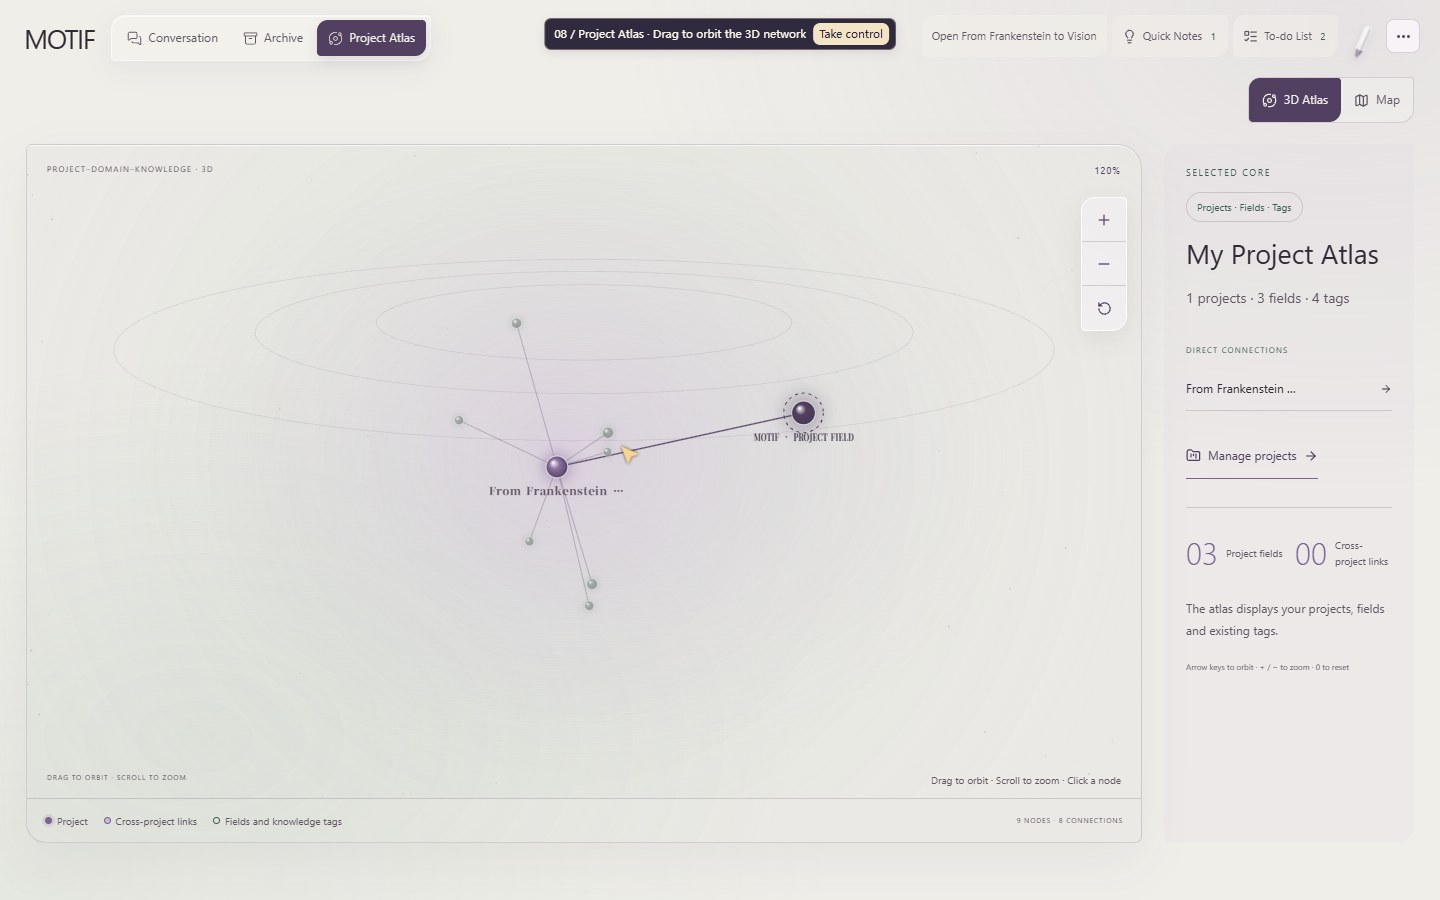 MOTIF
Conversation
Archive
Project Atlas
08 / Project Atlas · Drag to orbit the 3D network
Take control
Open From Frankenstein to Vision
Quick Notes 1
To-do List 2
3D Atlas
Map
PROJECT–DOMAIN–KNOWLEDGE · 3D
120%
MOTIF · PROJECT FIELD
From Frankenstein ···
DRAG TO ORBIT · SCROLL TO ZOOM
Drag to orbit · Scroll to zoom · Click a node
Project
Cross-project links
Fields and knowledge tags
9 NODES · 8 CONNECTIONS
SELECTED CORE
Projects · Fields · Tags
My Project Atlas
1 projects · 3 fields · 4 tags
DIRECT CONNECTIONS
From Frankenstein ...
Manage projects
03 Project fields
00 Cross-
project links
The atlas displays your projects, fields
and existing tags.
Arrow keys to orbit · + / − to zoom · 0 to reset